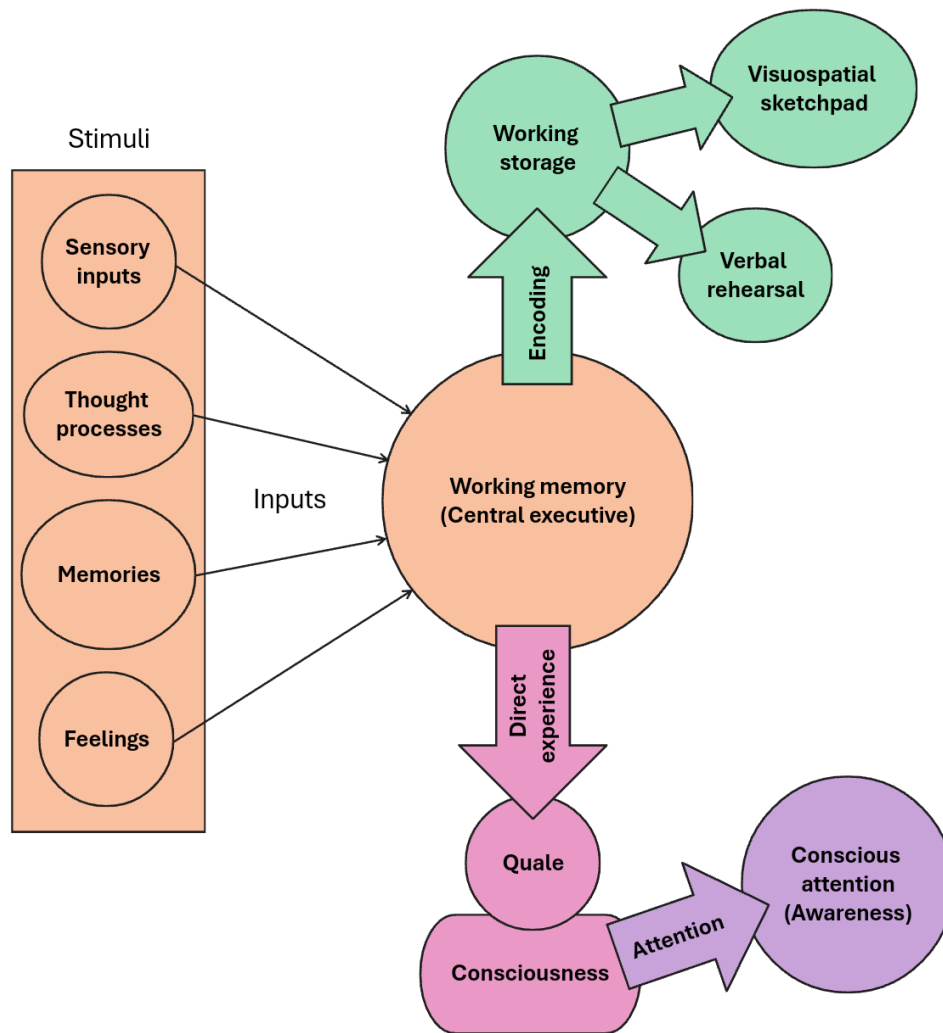 Stimuli
Sensory
inputs
Thought
processes
Memories
Feelings
Inputs
Working memory
(Central executive)
Encoding
Working
storage
Visuospatial
sketchpad
Verbal
rehearsal
Direct
experience
Quale
Consciousness
Attention
Conscious
attention
(Awareness)